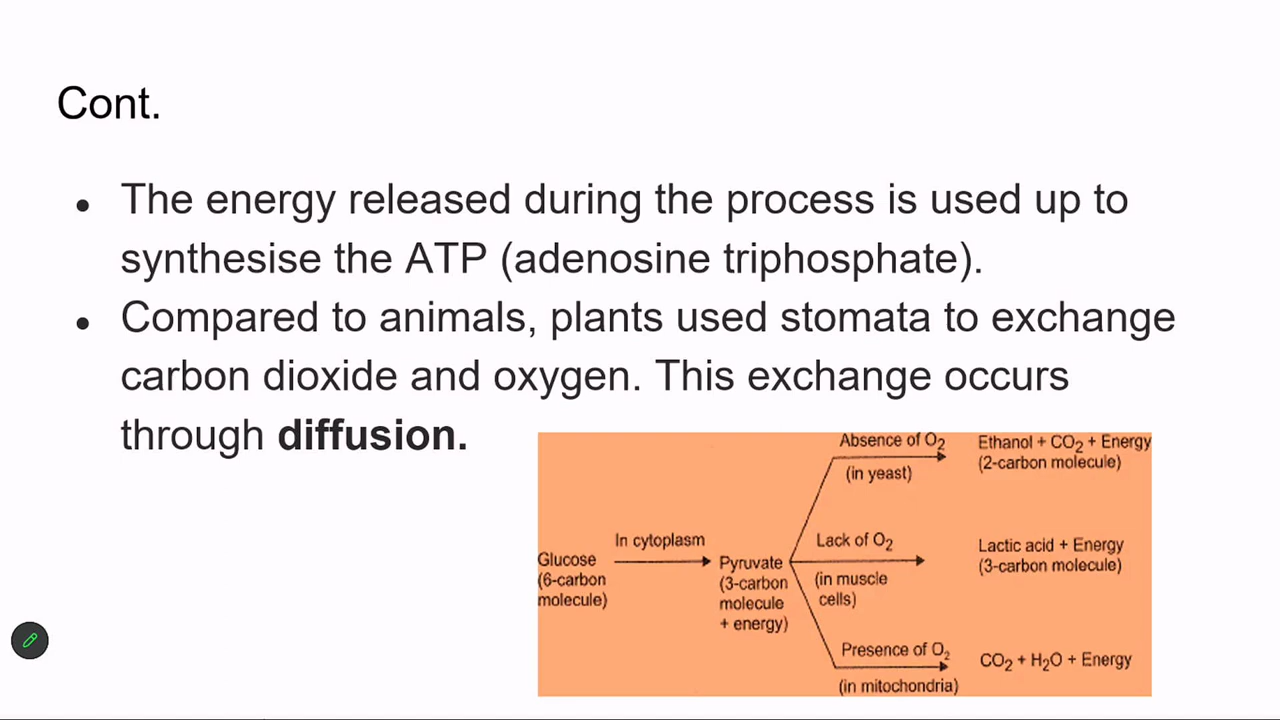 Cont.
● The energy released during the process is used up to
synthesise the ATP (adenosine triphosphate).
● Compared to animals, plants used stomata to exchange
carbon dioxide and oxygen. This exchange occurs
through diffusion.
Glucose
(6-carbon
molecule)
In cytoplasm
Pyruvate
(3-carbon
molecule
+ energy)
Absence of O₂
(in yeast)
Ethanol + CO₂ + Energy
(2-carbon molecule)
Lack of O₂
(in muscle
cells)
Lactic acid + Energy
(3-carbon molecule)
Presence of O₂
(in mitochondria)
CO₂ + H₂O + Energy